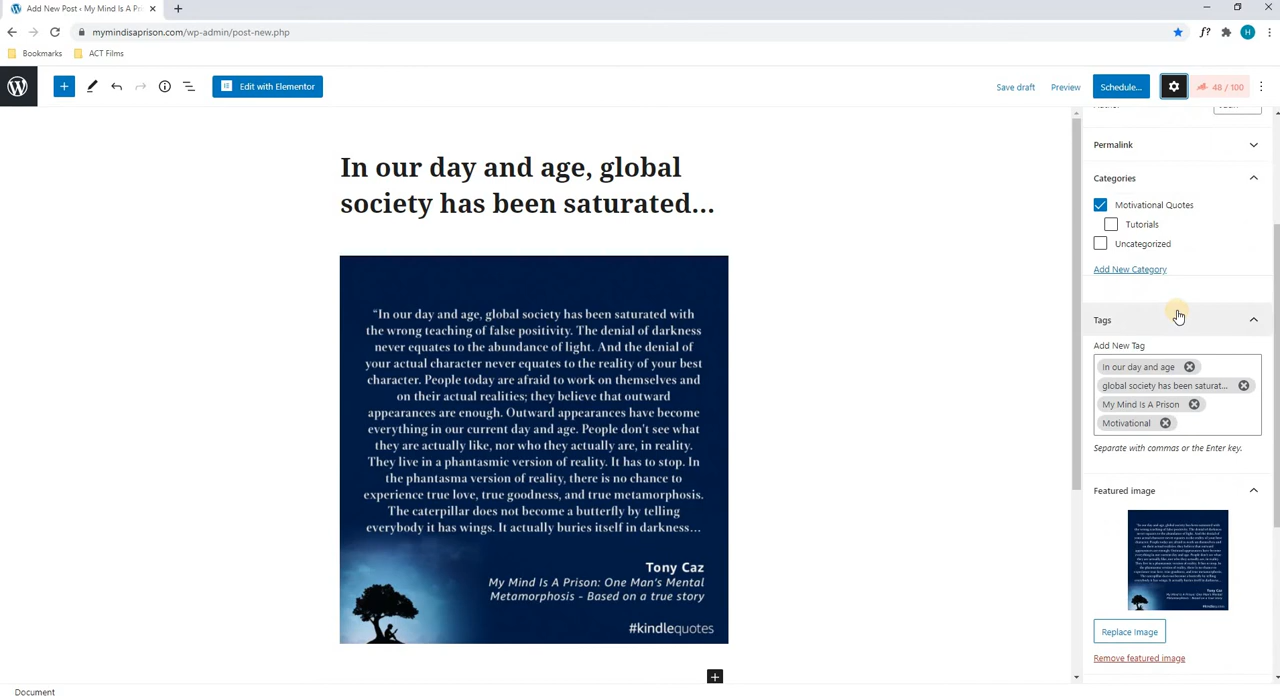 Add New Post ‹ My Mind Is A Pri
mymindisaprison.com/wp-admin/post-new.php
Bookmarks
ACT Films
Edit with Elementor
Save draft
Preview
Schedule...
48 / 100
Permalink
Categories
Motivational Quotes
Tutorials
Uncategorized
Add New Category
Tags
Add New Tag
In our day and age
global society has been saturat...
My Mind Is A Prison
Motivational
Separate with commas or the Enter key.
Featured image
Replace Image
Remove featured image
In our day and age, global
society has been saturated...
“In our day and age, global society has been saturated with
the wrong teaching of false positivity. The denial of darkness
never equates to the abundance of light. And the denial of
your actual character never equates to the reality of your best
character. People today are afraid to work on themselves and
on their actual realities; they believe that outward
appearances are enough. Outward appearances have become
everything in our current day and age. People don't see what
they are actually like, nor who they actually are, in reality.
They live in a phantasmic version of reality. It has to stop. In
the phantasma version of reality, there is no chance to
experience true love, true goodness, and true metamorphosis.
The caterpillar does not become a butterfly by telling
everybody it has wings. It actually buries itself in darkness...
Tony Caz
My Mind Is A Prison: One Man's Mental
Metamorphosis - Based on a true story
#kindlequotes
Document